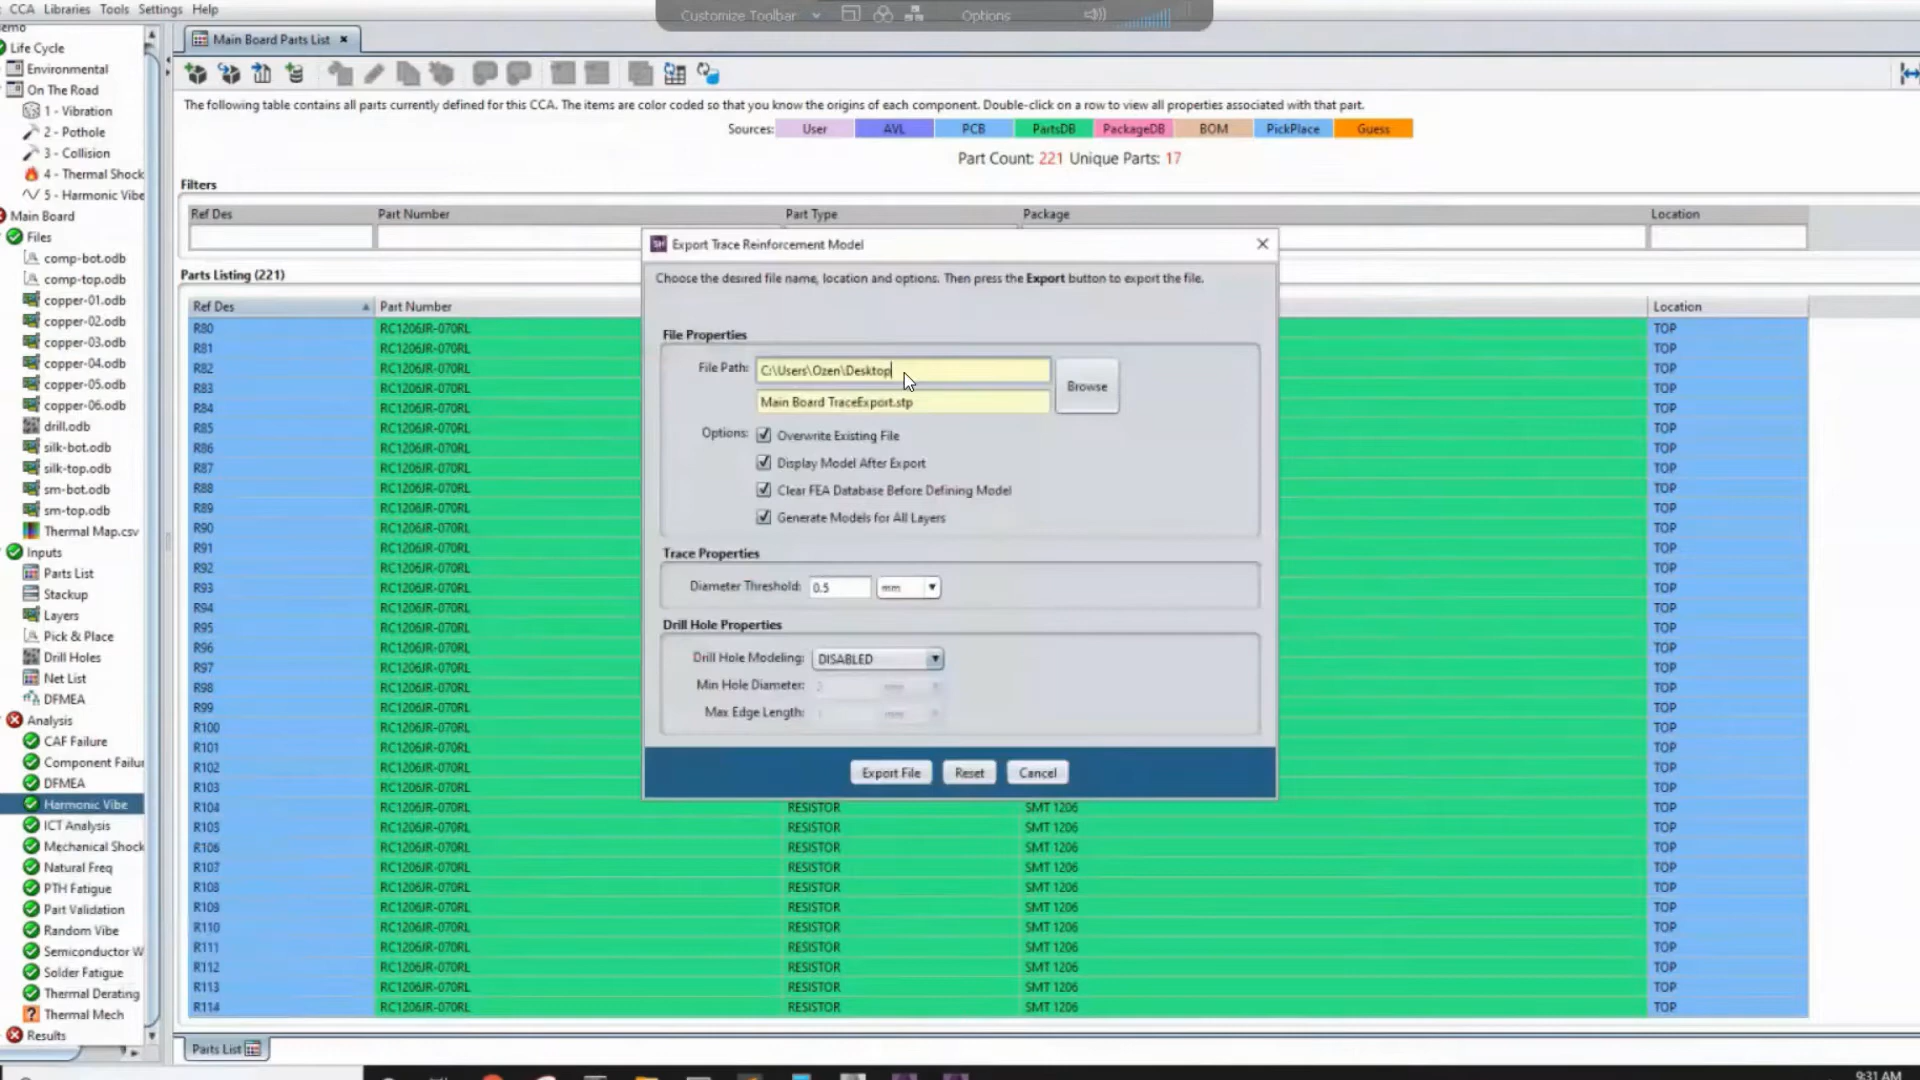 CCA Libraries Tools Settings Help
Customize Toolbar Options
Life Cycle
Environmental
On The Road
1 - Vibration
2 - Pothole
3 - Collision
4 - Thermal Shock
5 - Harmonic Vibe
Main Board
Files
comp-bot.odb
comp-top.odb
copper-01.odb
copper-02.odb
copper-03.odb
copper-04.odb
copper-05.odb
copper-06.odb
drill.odb
silk-bot.odb
silk-top.odb
sm-bot.odb
sm-top.odb
Thermal Map.csv
Inputs
Parts List
Stackup
Layers
Pick & Place
Drill Holes
Net List
DFMEA
Analysis
CAF Failure
Component Failur
DFMEA
Harmonic Vibe
ICT Analysis
Mechanical Shock
Natural Freq
PTH Fatigue
Part Validation
Random Vibe
Semiconductor W
Solder Fatigue
Thermal Derating
Thermal Mech
Results
Main Board Parts List
The following table contains all parts currently defined for this CCA. The items are color coded so that you know the origins of each component. Double-click on a row to view all properties associated with that part.
Sources: User AVL PCB PartsDB PackageDB BOM PickPlace Guess
Part Count: 221 Unique Parts: 17
Filters
Ref Des Part Number Part Type Package Location
Parts Listing (221)
Ref Des Part Number Location
R80 RC1206JR-070RL TOP
R81 RC1206JR-070RL TOP
R82 RC1206JR-070RL TOP
R83 RC1206JR-070RL TOP
R84 RC1206JR-070RL TOP
R85 RC1206JR-070RL TOP
R86 RC1206JR-070RL TOP
R87 RC1206JR-070RL TOP
R88 RC1206JR-070RL TOP
R89 RC1206JR-070RL TOP
R90 RC1206JR-070RL TOP
R91 RC1206JR-070RL TOP
R92 RC1206JR-070RL TOP
R93 RC1206JR-070RL TOP
R94 RC1206JR-070RL TOP
R95 RC1206JR-070RL TOP
R96 RC1206JR-070RL TOP
R97 RC1206JR-070RL TOP
R98 RC1206JR-070RL TOP
R99 RC1206JR-070RL TOP
R100 RC1206JR-070RL TOP
R101 RC1206JR-070RL TOP
R102 RC1206JR-070RL TOP
R103 RC1206JR-070RL TOP
R104 RC1206JR-070RL RESISTOR SMT 1206 TOP
R105 RC1206JR-070RL RESISTOR SMT 1206 TOP
R106 RC1206JR-070RL RESISTOR SMT 1206 TOP
R107 RC1206JR-070RL RESISTOR SMT 1206 TOP
R108 RC1206JR-070RL RESISTOR SMT 1206 TOP
R109 RC1206JR-070RL RESISTOR SMT 1206 TOP
R110 RC1206JR-070RL RESISTOR SMT 1206 TOP
R111 RC1206JR-070RL RESISTOR SMT 1206 TOP
R112 RC1206JR-070RL RESISTOR SMT 1206 TOP
R113 RC1206JR-070RL RESISTOR SMT 1206 TOP
R114 RC1206JR-070RL RESISTOR SMT 1206 TOP
Export Trace Reinforcement Model
Choose the desired file name, location and options. Then press the Export button to export the file.
File Properties
File Path: C:\Users\Ozen\Desktop
Browse
Main Board TraceExport.stp
Options: Overwrite Existing File
Display Model After Export
Clear FEA Database Before Defining Model
Generate Models for All Layers
Trace Properties
Diameter Threshold: 0.5 mm
Drill Hole Properties
Drill Hole Modeling: DISABLED
Min Hole Diameter: 2 mm
Max Edge Length: 1 mm
Export File Reset Cancel
Parts List
9:31 AM